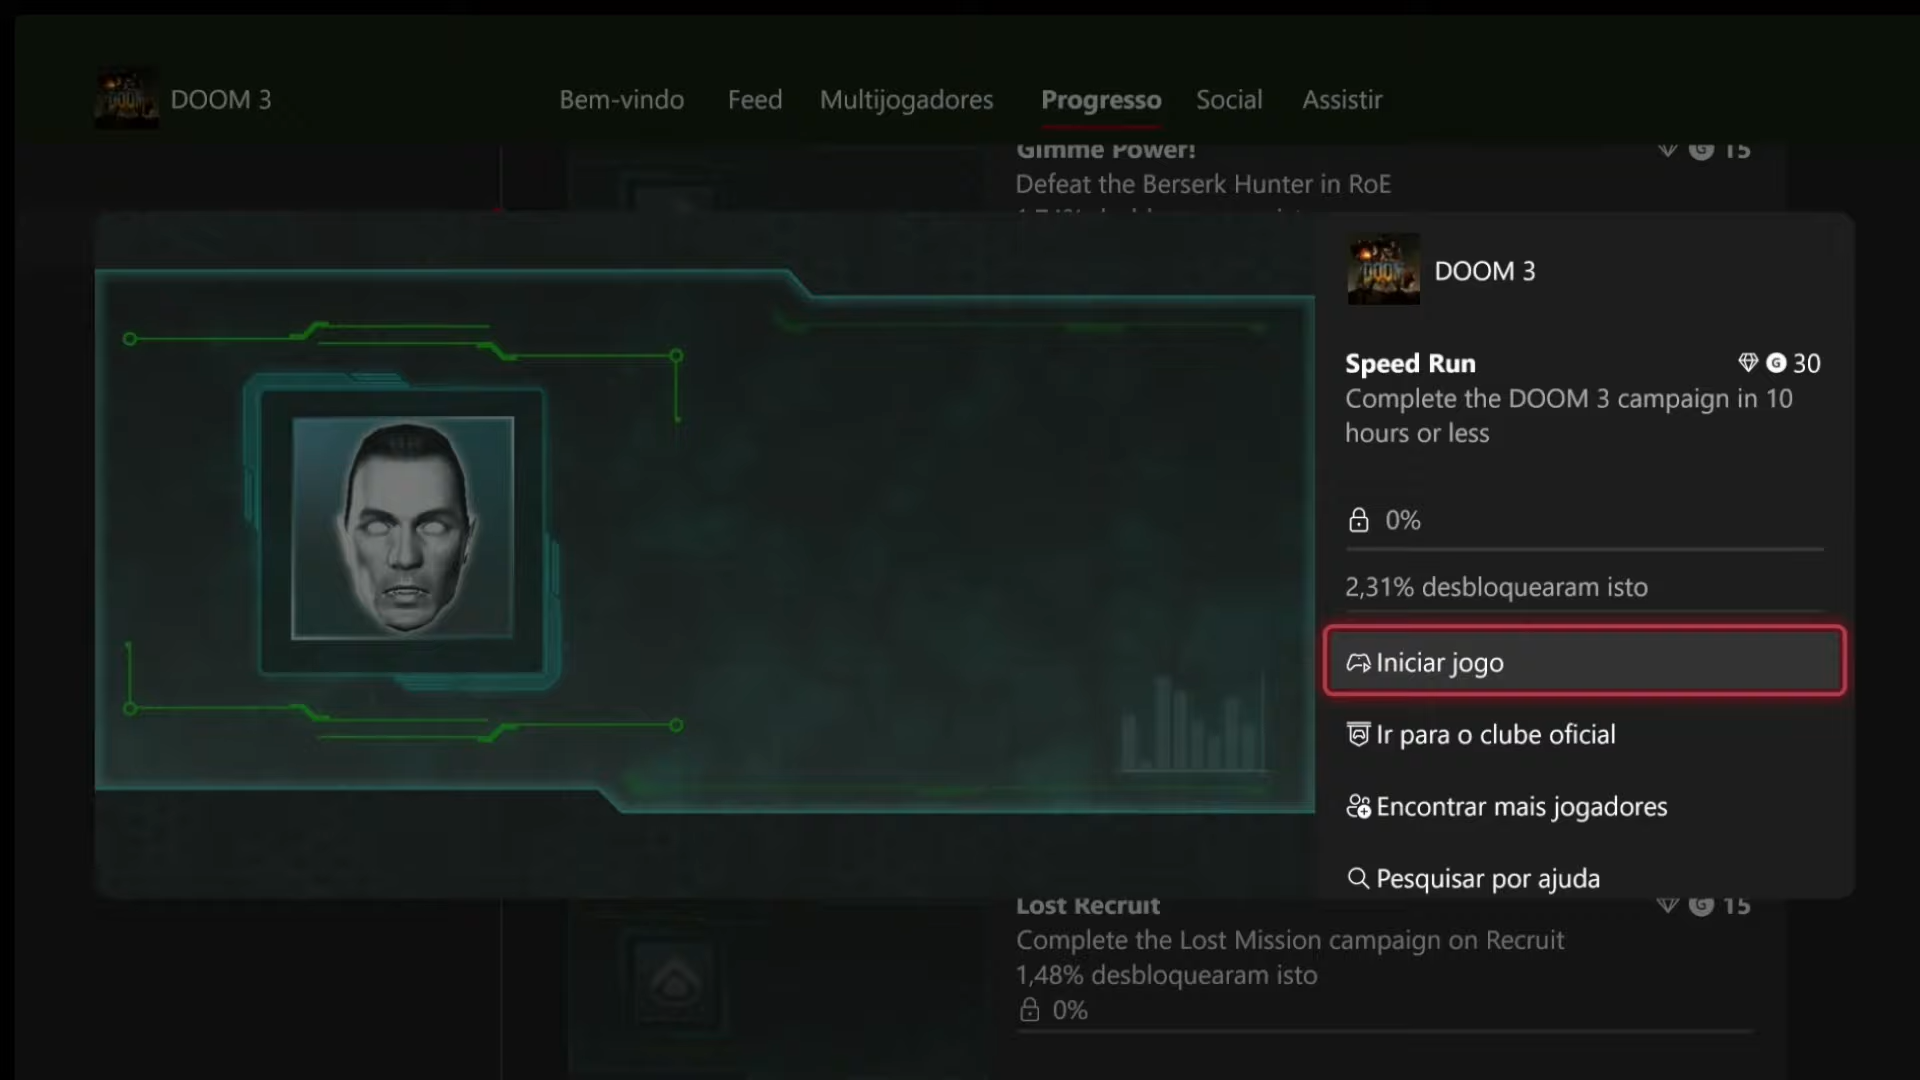 DOOM 3
Bem-vindo
Feed
Multijogadores
Progresso
Social
Assistir
Gimme Power!
15
Defeat the Berserk Hunter in RoE
DOOM 3
Speed Run
30
Complete the DOOM 3 campaign in 10
hours or less
0%
2,31% desbloquearam isto
Iniciar jogo
Ir para o clube oficial
Encontrar mais jogadores
Pesquisar por ajuda
Lost Recruit
15
Complete the Lost Mission campaign on Recruit
1,48% desbloquearam isto
0%